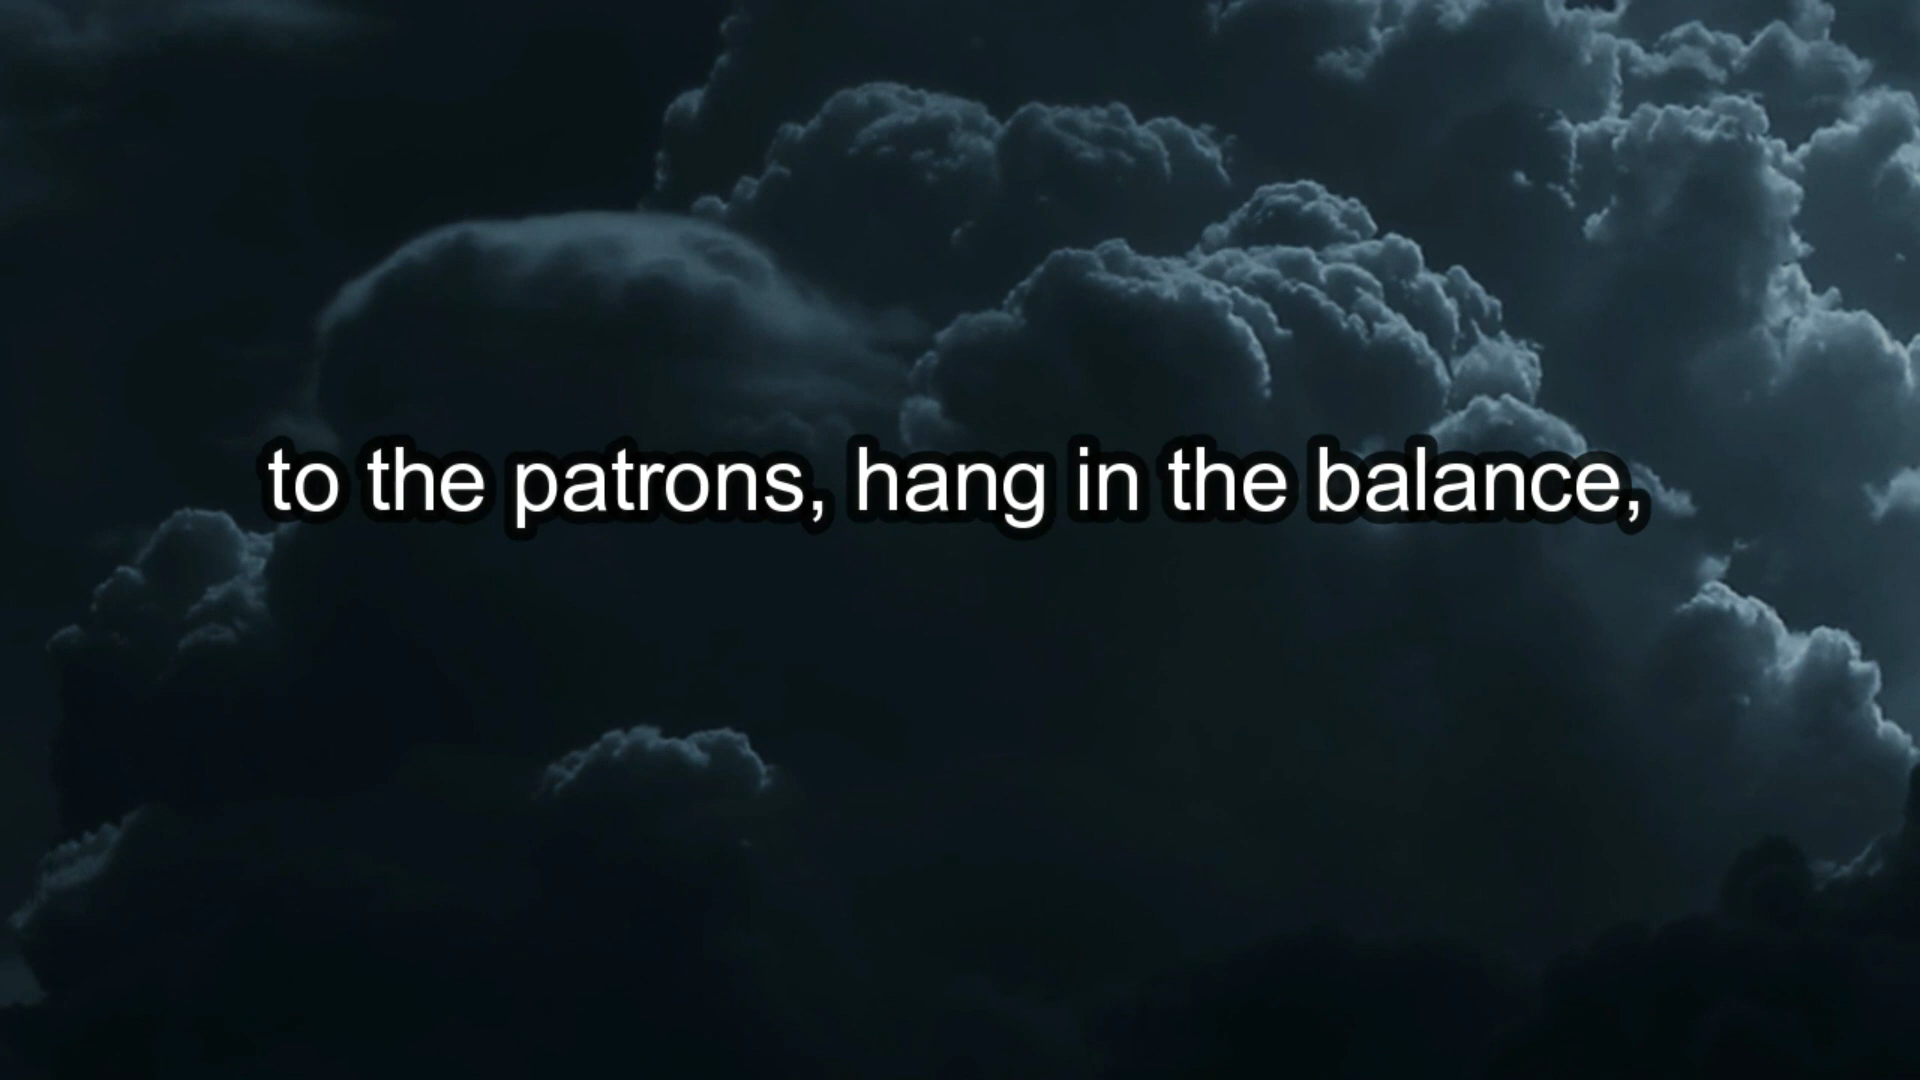 to the patrons, hang in the balance,